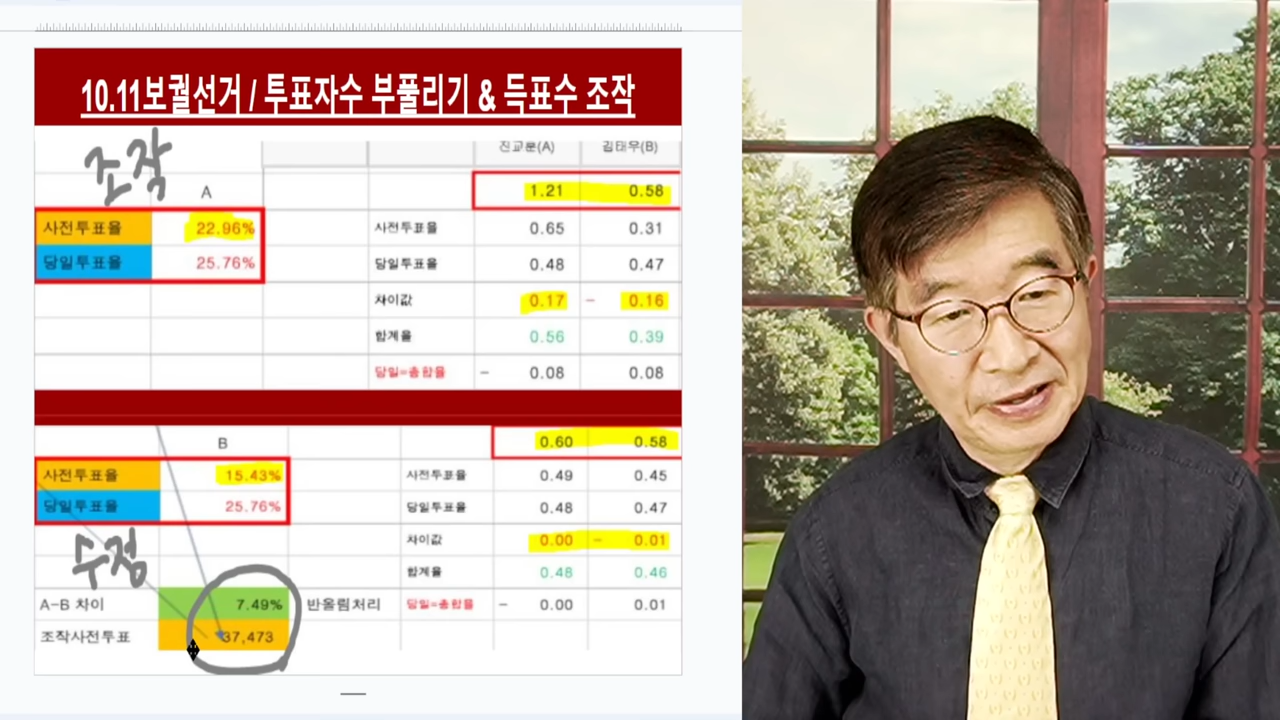 10.11보궐선거 / 투표자수 부풀리기 & 득표수 조작
조작
진교훈(A) 김태우(B)
A 1.21 0.58
사전투표율 22.96% 사전투표율 0.65 0.31
당일투표율 25.76% 당일투표율 0.48 0.47
차이값 0.17 - 0.16
합계율 0.56 0.39
당일=총합율 - 0.08 0.08
B 0.60 0.58
사전투표율 15.43% 사전투표율 0.49 0.45
당일투표율 25.76% 당일투표율 0.48 0.47
수정
차이값 0.00 - 0.01
합계율 0.48 0.46
A-B 차이 7.49% 반올림처리 당일=총합율 - 0.00 0.01
조작사전투표 37,473